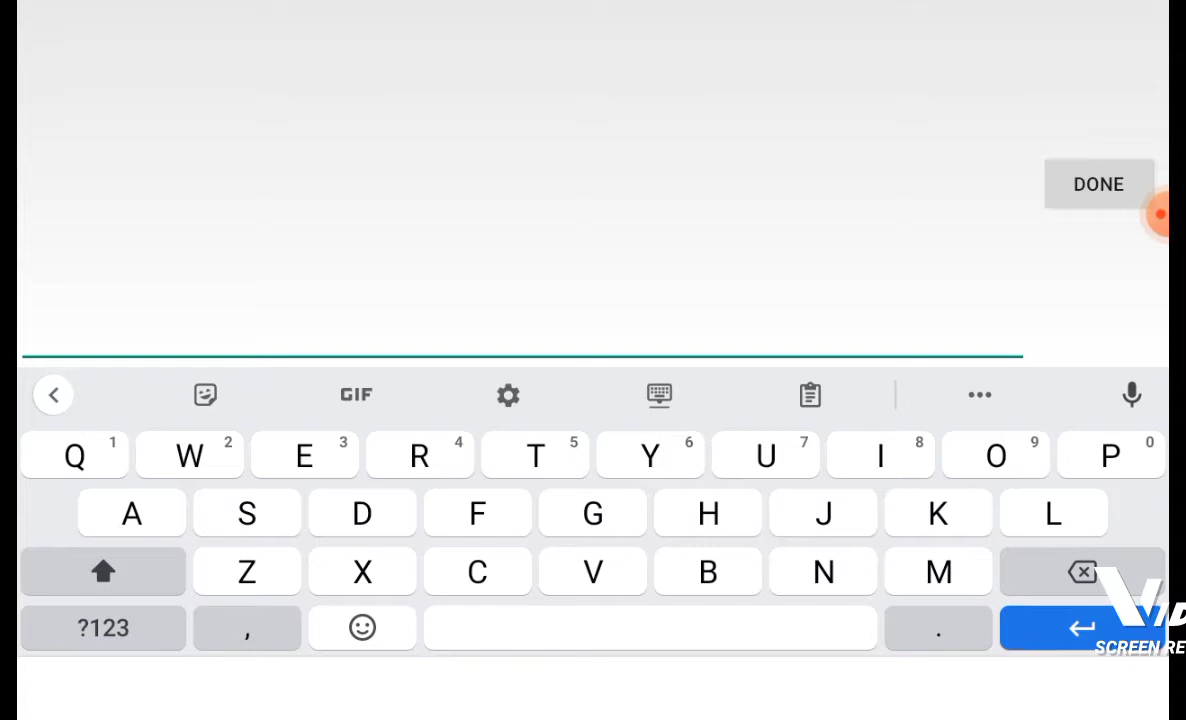 DONE
GIF
Q 1 W 2 E 3 R 4 T 5 Y 6 U 7 I 8 O 9 P 0
A S D F G H J K L
Z X C V B N M
?123 , .
SCREEN RE